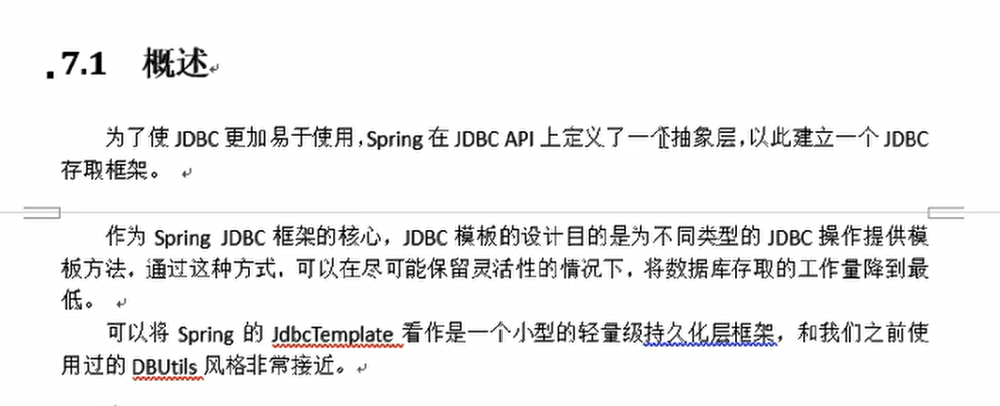 7.1 概述
为了使 JDBC 更加易于使用,Spring 在 JDBC API 上定义了一个抽象层,以此建立一个 JDBC
存取框架。
作为 Spring JDBC 框架的核心，JDBC 模板的设计目的是为不同类型的 JDBC 操作提供模
板方法．通过这种方式．可以在尽可能保留灵活性的情况下．将数据库存取的工作量降到最
低。
可以将 Spring 的 JdbcTemplate 看作是一个小型的轻量级持久化层框架，和我们之前使
用过的 DBUtils 风格非常接近。